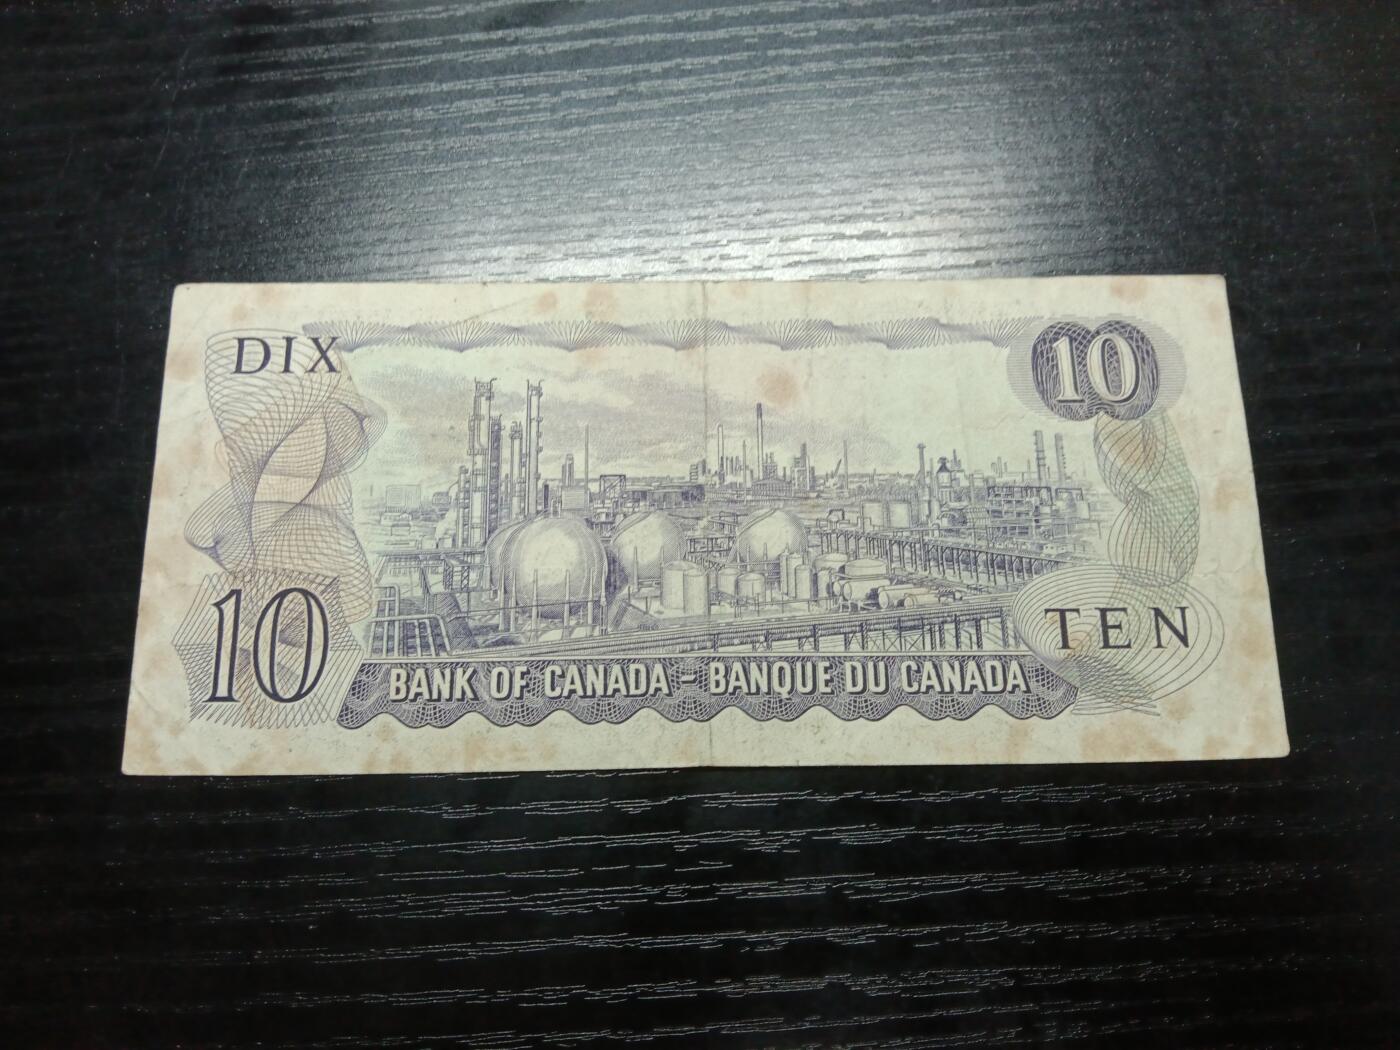 DIX
10
10
TEN
BANK OF CANADA - BANQUE DU CANADA